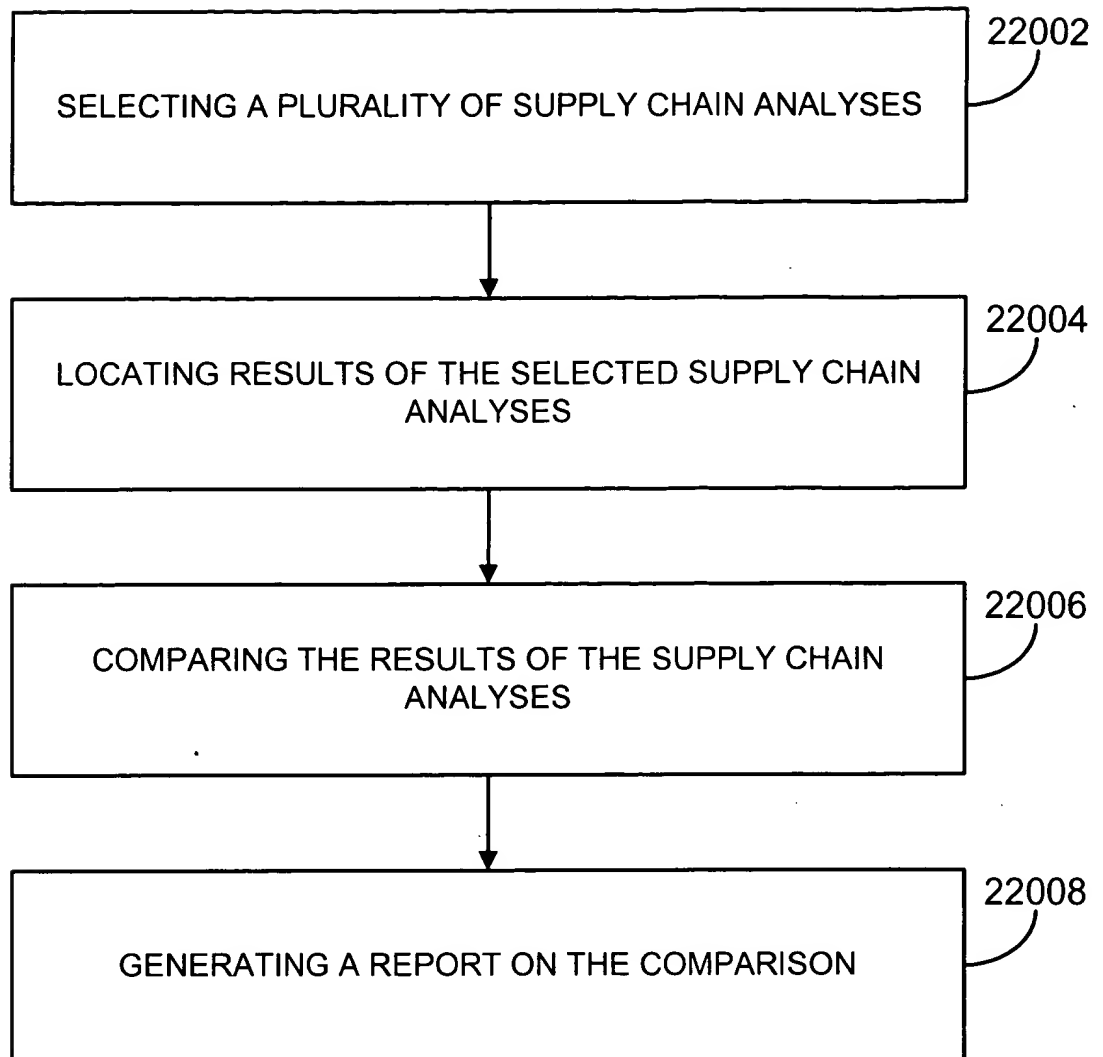 22002
SELECTING A PLURALITY OF SUPPLY CHAIN ANALYSES
22004
LOCATING RESULTS OF THE SELECTED SUPPLY CHAIN
ANALYSES
22006
COMPARING THE RESULTS OF THE SUPPLY CHAIN
ANALYSES
22008
GENERATING A REPORT ON THE COMPARISON